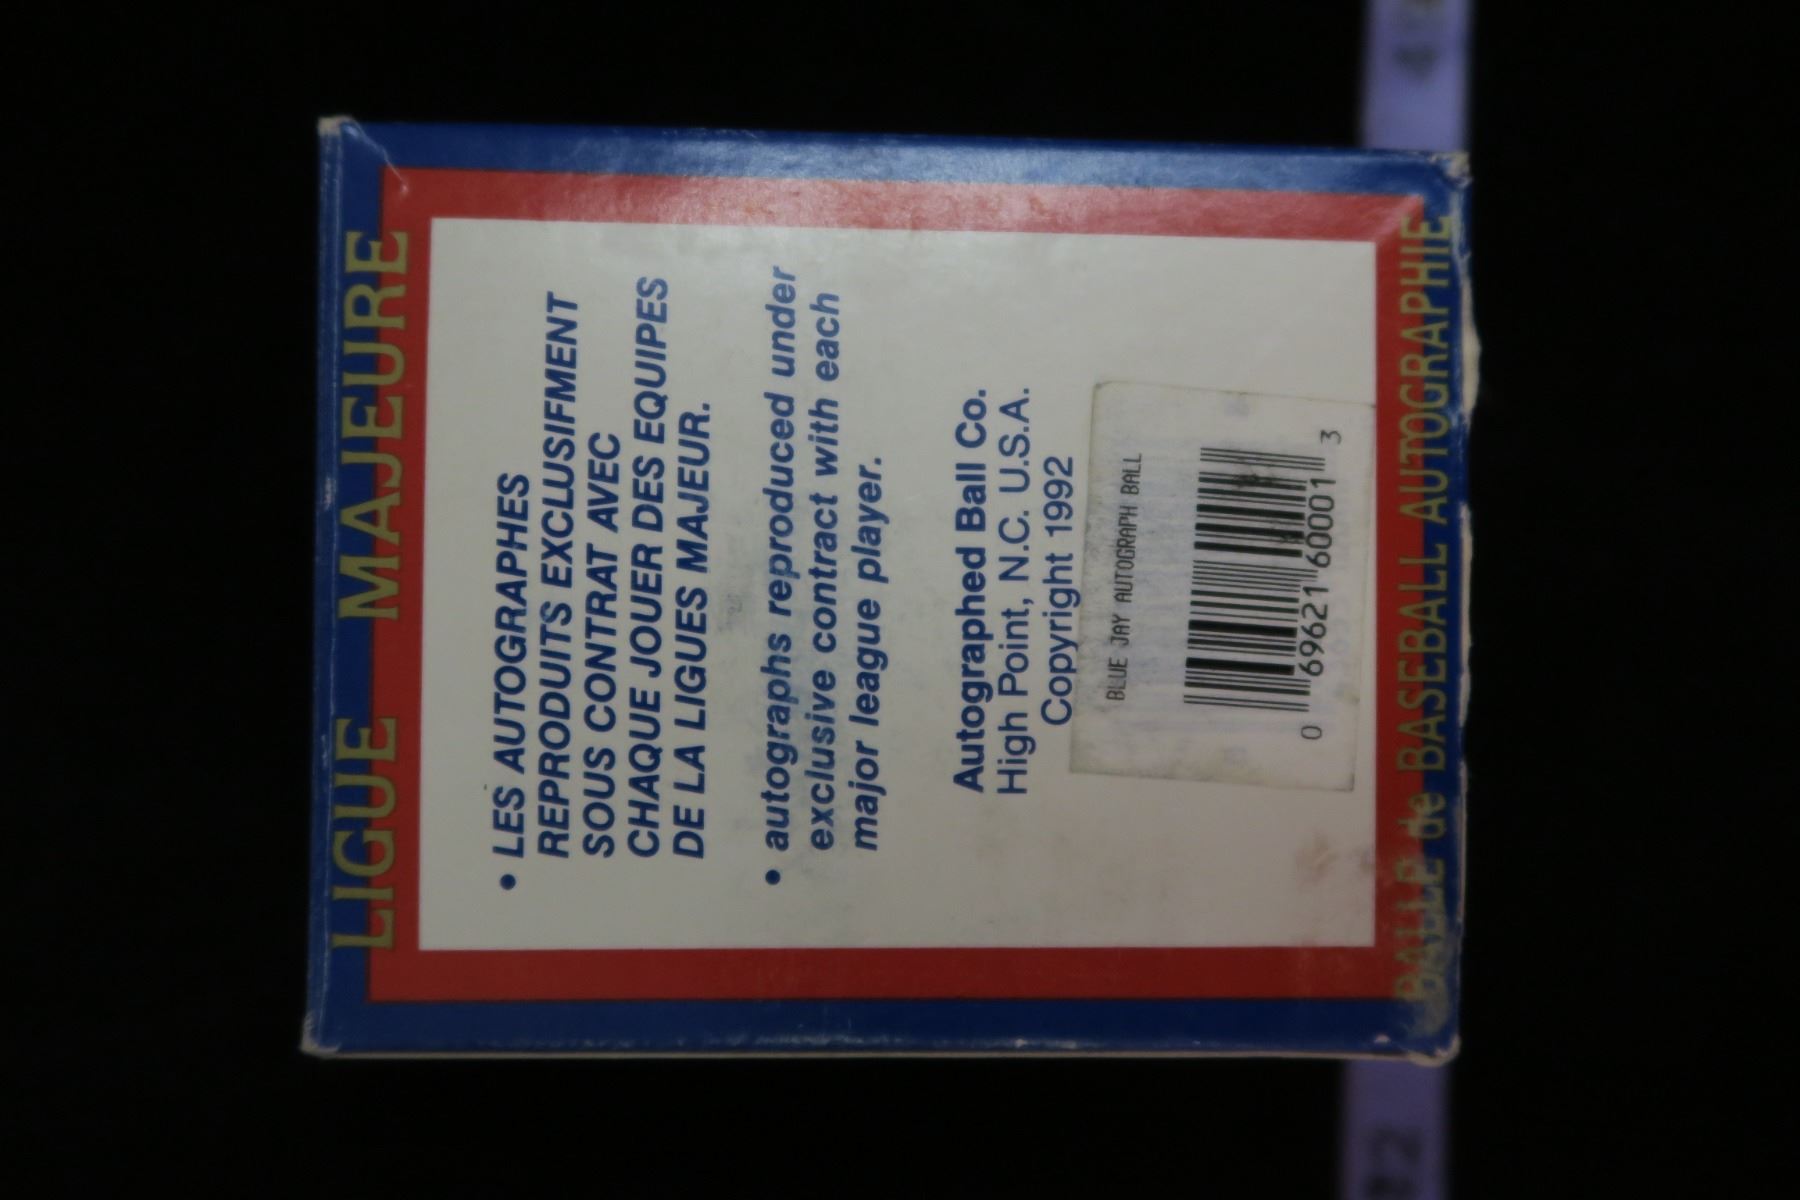 LIGUE MAJEURE
• LES AUTOGRAPHES
REPRODUITS EXCLUSIFMENT
SOUS CONTRAT AVEC
CHAQUE JOUER DES EQUIPES
DE LA LIGUES MAJEUR.
• autographs reproduced under
exclusive contract with each
major league player.
Autographed Ball Co.
High Point, N.C. U.S.A.
Copyright 1992
BLUE JAY AUTOGRAPH BALL
0 69621 60001 3
BALLE de BASEBALL AUTOGRAPHIE